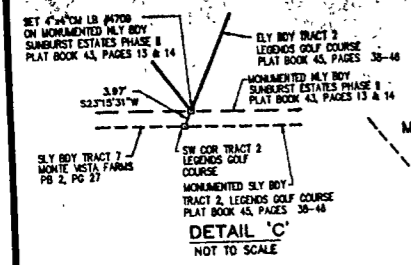 SET 4"x4"CM LB #4709
ON MONUMENTED NLY BDY
SUNBURST ESTATES PHASE II
PLAT BOOK 43, PAGES 13 & 14
ELY BDY TRACT 2
LEGENDS GOLF COURSE
PLAT BOOK 45, PAGES 38-48
MONUMENTED NLY BDY
SUNBURST ESTATES PHASE II
PLAT BOOK 43, PAGES 13 & 14
3.97'
S23°15'31"W
M
SLY BDY TRACT 7
MONTE VISTA FARMS
PB 2, PG 27
SW COR TRACT 2
LEGENDS GOLF
COURSE
MONUMENTED SLY BDY
TRACT 2, LEGENDS GOLF COURSE
PLAT BOOK 45, PAGES 38-48
DETAIL 'C'
NOT TO SCALE